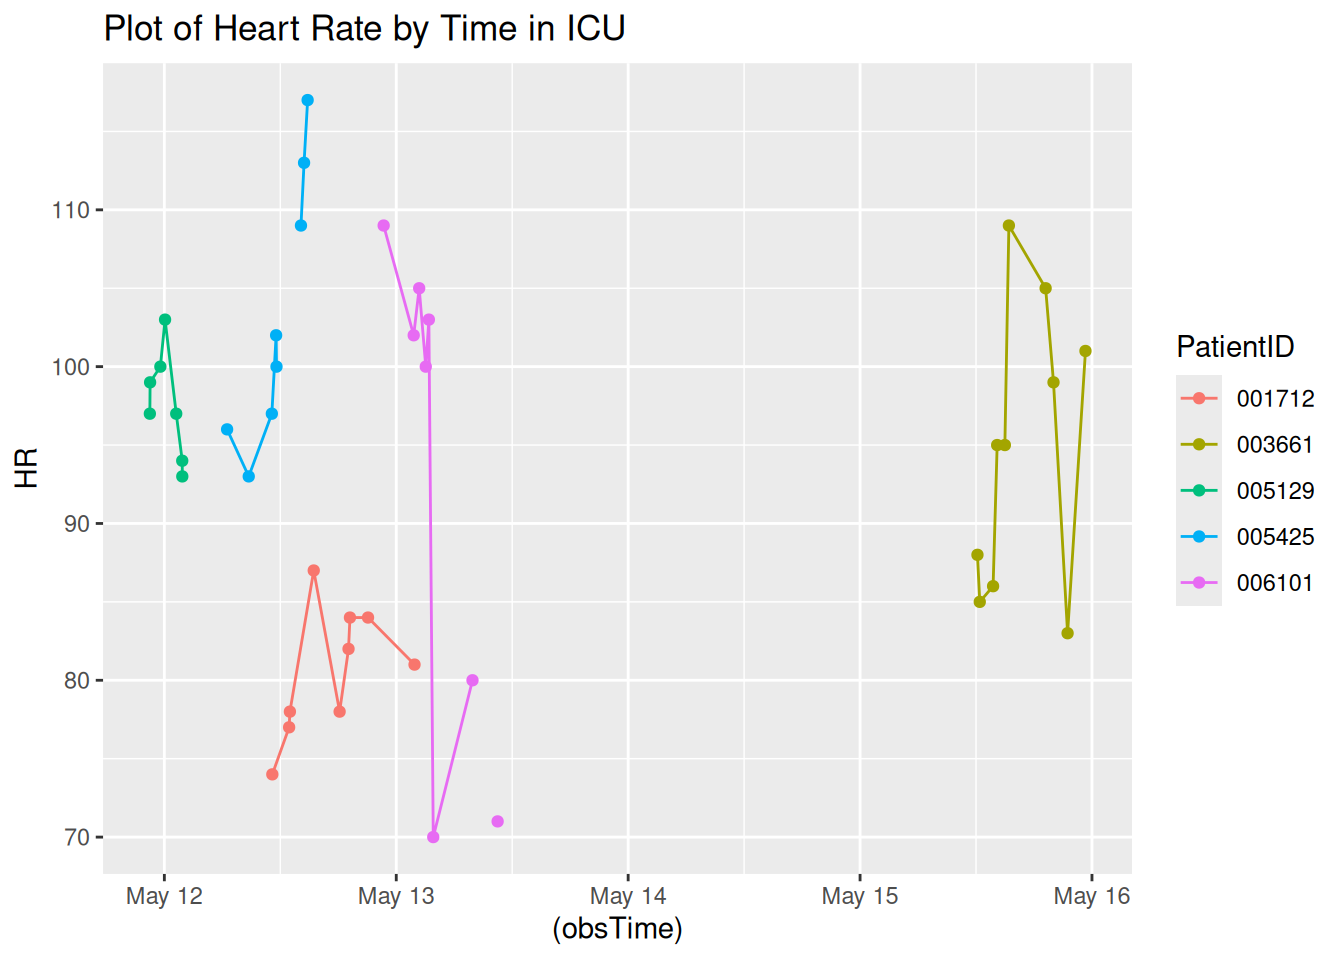 Plot of Heart Rate by Time in ICU
HR
110
100
90
80
70
May 12
May 13
May 14
May 15
May 16
(obsTime)
PatientID
001712
003661
005129
005425
006101